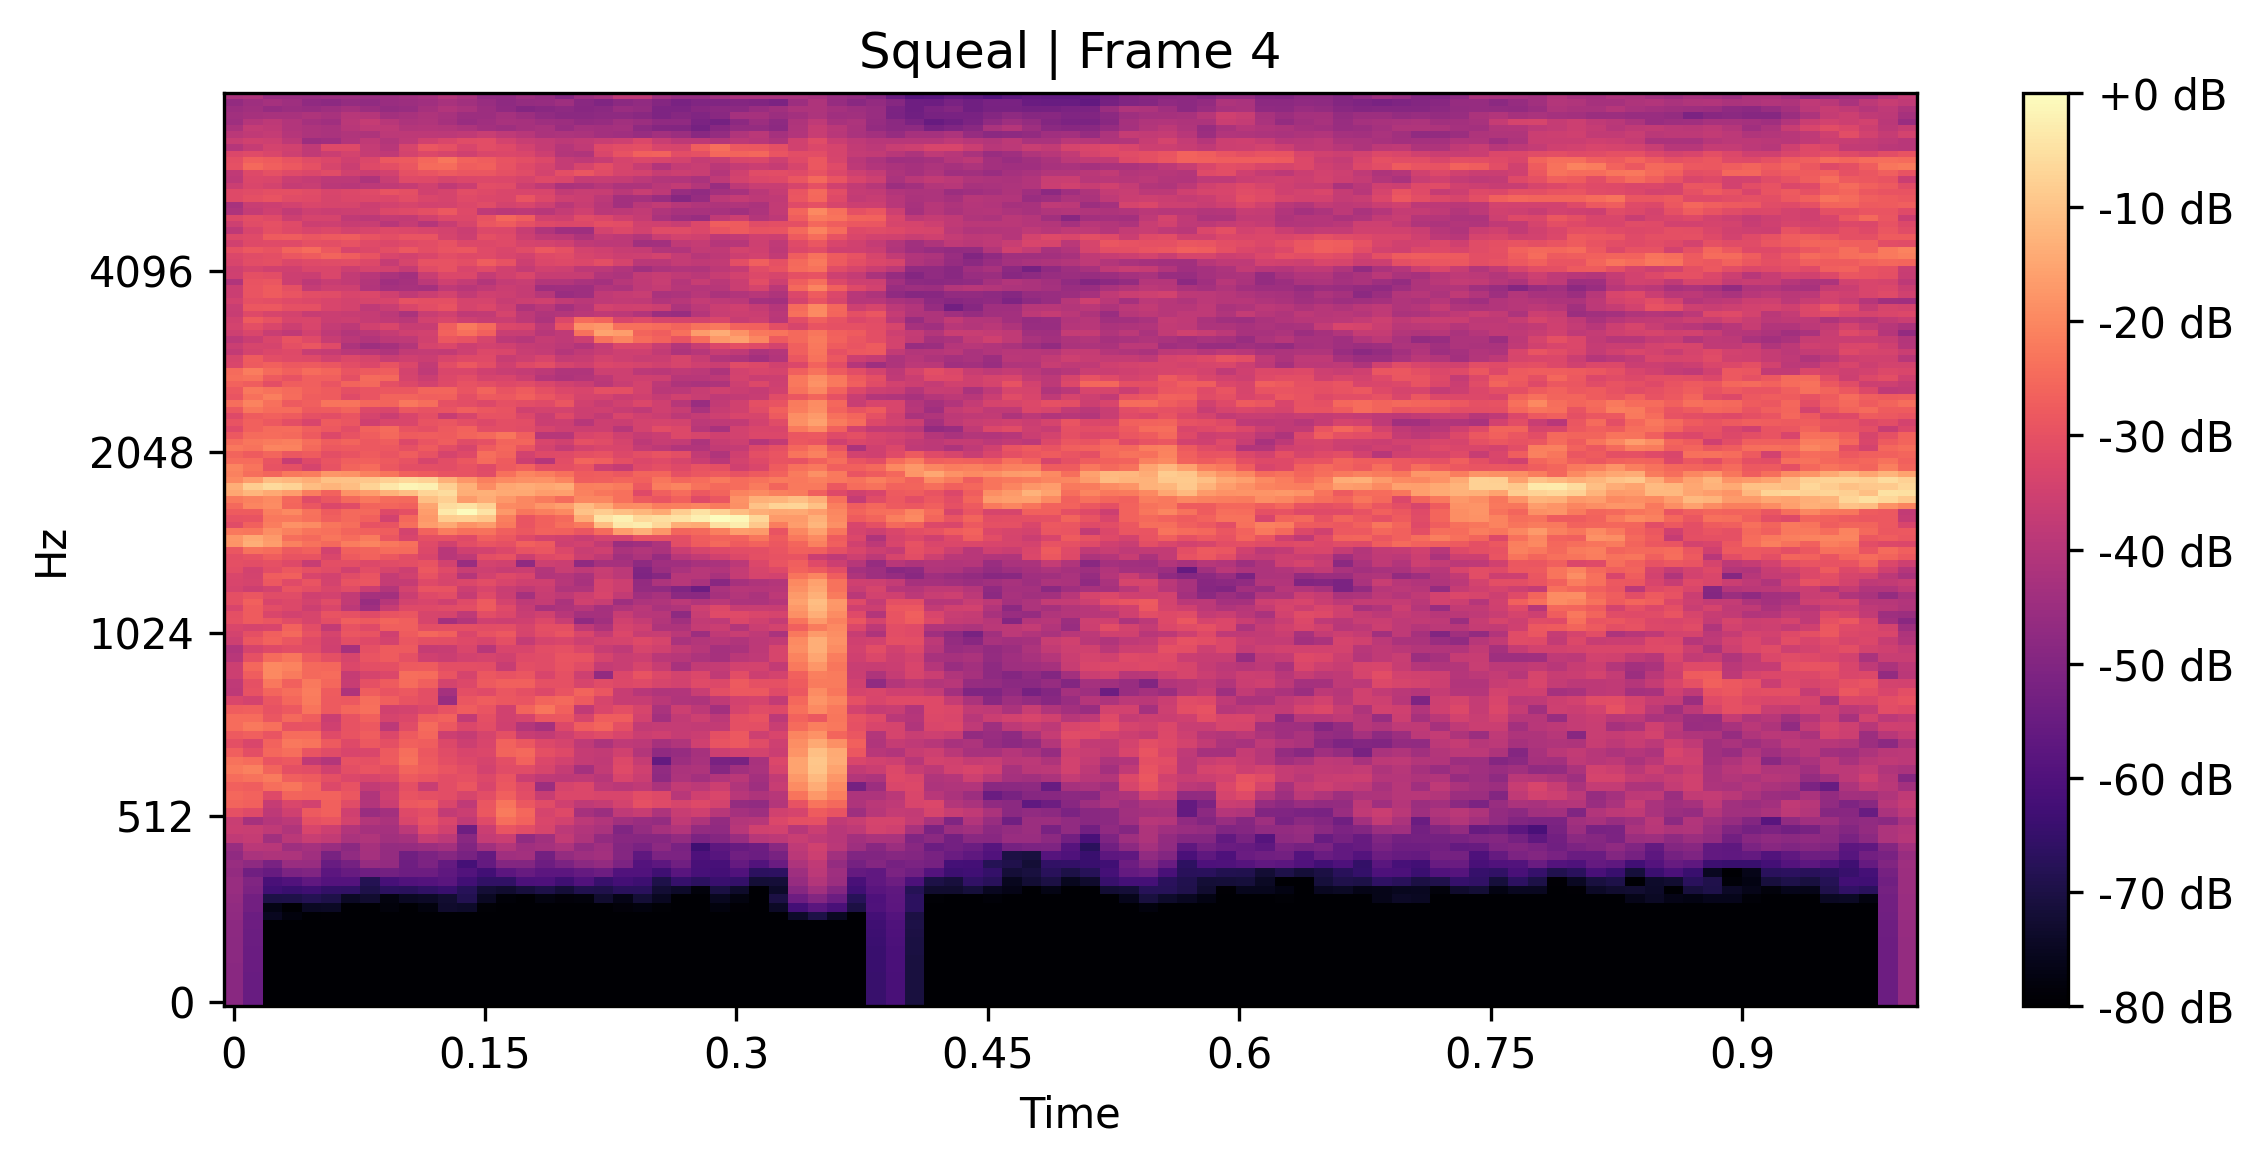 Squeal | Frame 4
+0 dB
-10 dB
-20 dB
-30 dB
-40 dB
-50 dB
-60 dB
-70 dB
-80 dB
4096
2048
1024
512
0
Hz
0 0.15 0.3 0.45 0.6 0.75 0.9
Time